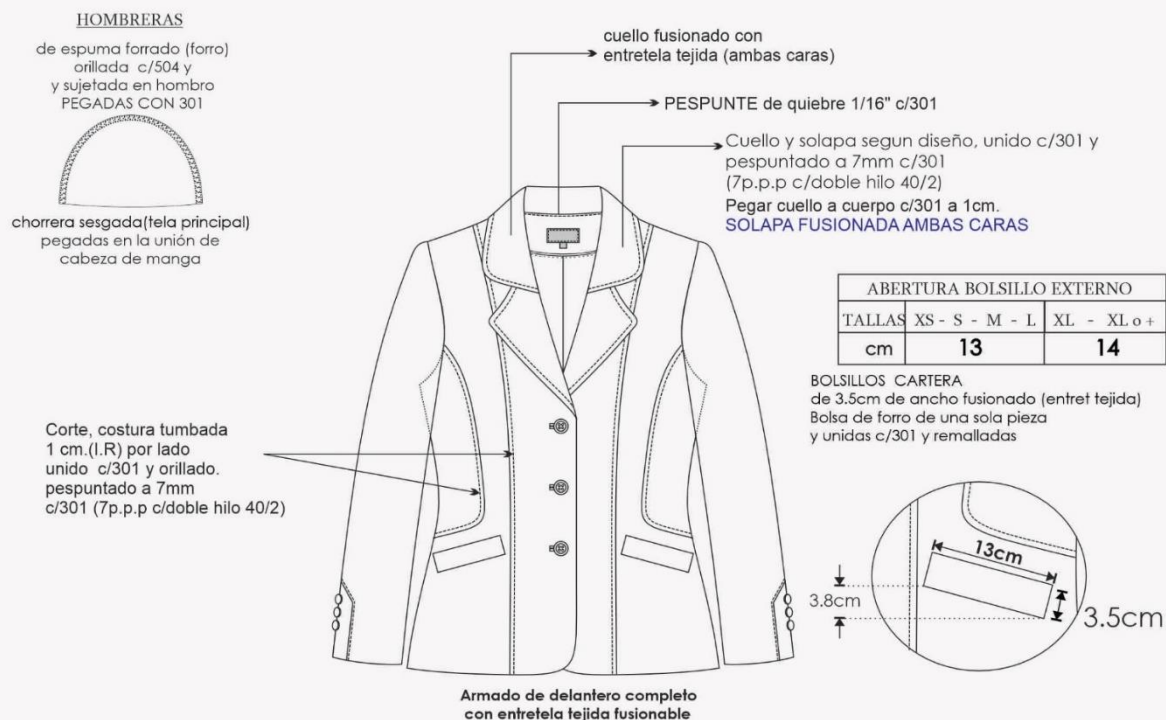 HOMBRERAS
de espuma forrado (forro)
orillada c/504 y
y sujetada en hombro
PEGADAS CON 301
chorrera sesgada(tela principal)
pegadas en la unión de
cabeza de manga
cuello fusionado con
entretela tejida (ambas caras)
PESPUNTE de quiebre 1/16" c/301
Cuello y solapa segun diseño, unido c/301 y
pespuntado a 7mm c/301
(7p.p.p c/doble hilo 40/2)
Pegar cuello a cuerpo c/301 a 1cm.
SOLAPA FUSIONADA AMBAS CARAS
ABERTURA BOLSILLO EXTERNO
TALLAS XS - S - M - L XL - XL o +
cm 13 14
BOLSILLOS CARTERA
de 3.5cm de ancho fusionado (entret tejida)
Bolsa de forro de una sola pieza
y unidas c/301 y remalladas
Corte, costura tumbada
1 cm.(I.R) por lado
unido c/301 y orillado.
pespuntado a 7mm
c/301 (7p.p.p c/doble hilo 40/2)
13cm
3.8cm
3.5cm
Armado de delantero completo
con entretela tejida fusionable